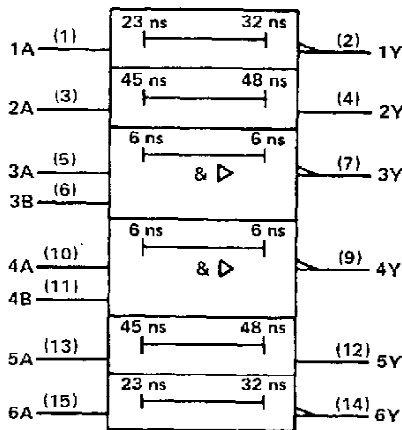 23 ns 32 ns
1A (1) (2) 1Y
45 ns 48 ns
2A (3) (4) 2Y
6 ns 6 ns
3A (5) & (7) 3Y
3B (6)
6 ns 6 ns
4A (10) & (9) 4Y
4B (11)
45 ns 48 ns
5A (13) (12) 5Y
23 ns 32 ns
6A (15) (14) 6Y